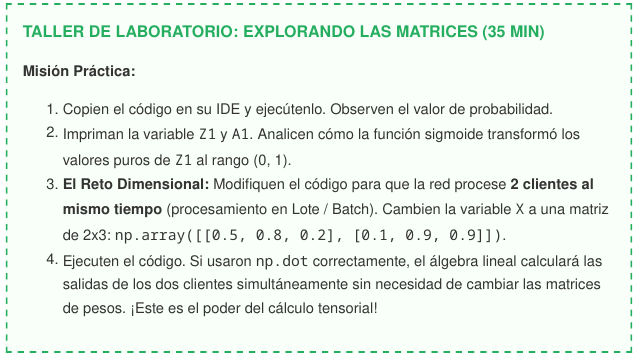 TALLER DE LABORATORIO: EXPLORANDO LAS MATRICES (35 MIN)
Misión Práctica:
1. Copien el código en su IDE y ejecútenlo. Observen el valor de probabilidad.
2. Impriman la variable Z1 y A1. Analicen cómo la función sigmoide transformó los
valores puros de Z1 al rango (0, 1).
3. El Reto Dimensional: Modifiquen el código para que la red procese 2 clientes al
mismo tiempo (procesamiento en Lote / Batch). Cambien la variable X a una matriz
de 2x3: np.array([[0.5, 0.8, 0.2], [0.1, 0.9, 0.9]]).
4. Ejecuten el código. Si usaron np.dot correctamente, el álgebra lineal calculará las
salidas de los dos clientes simultáneamente sin necesidad de cambiar las matrices
de pesos. ¡Este es el poder del cálculo tensorial!